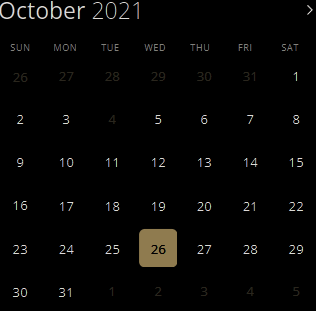 October 2021
SUN MON TUE WED THU FRI SAT
26 27 28 29 30 31 1
2 3 4 5 6 7 8
9 10 11 12 13 14 15
16 17 18 19 20 21 22
23 24 25 26 27 28 29
30 31 1 2 3 4 5